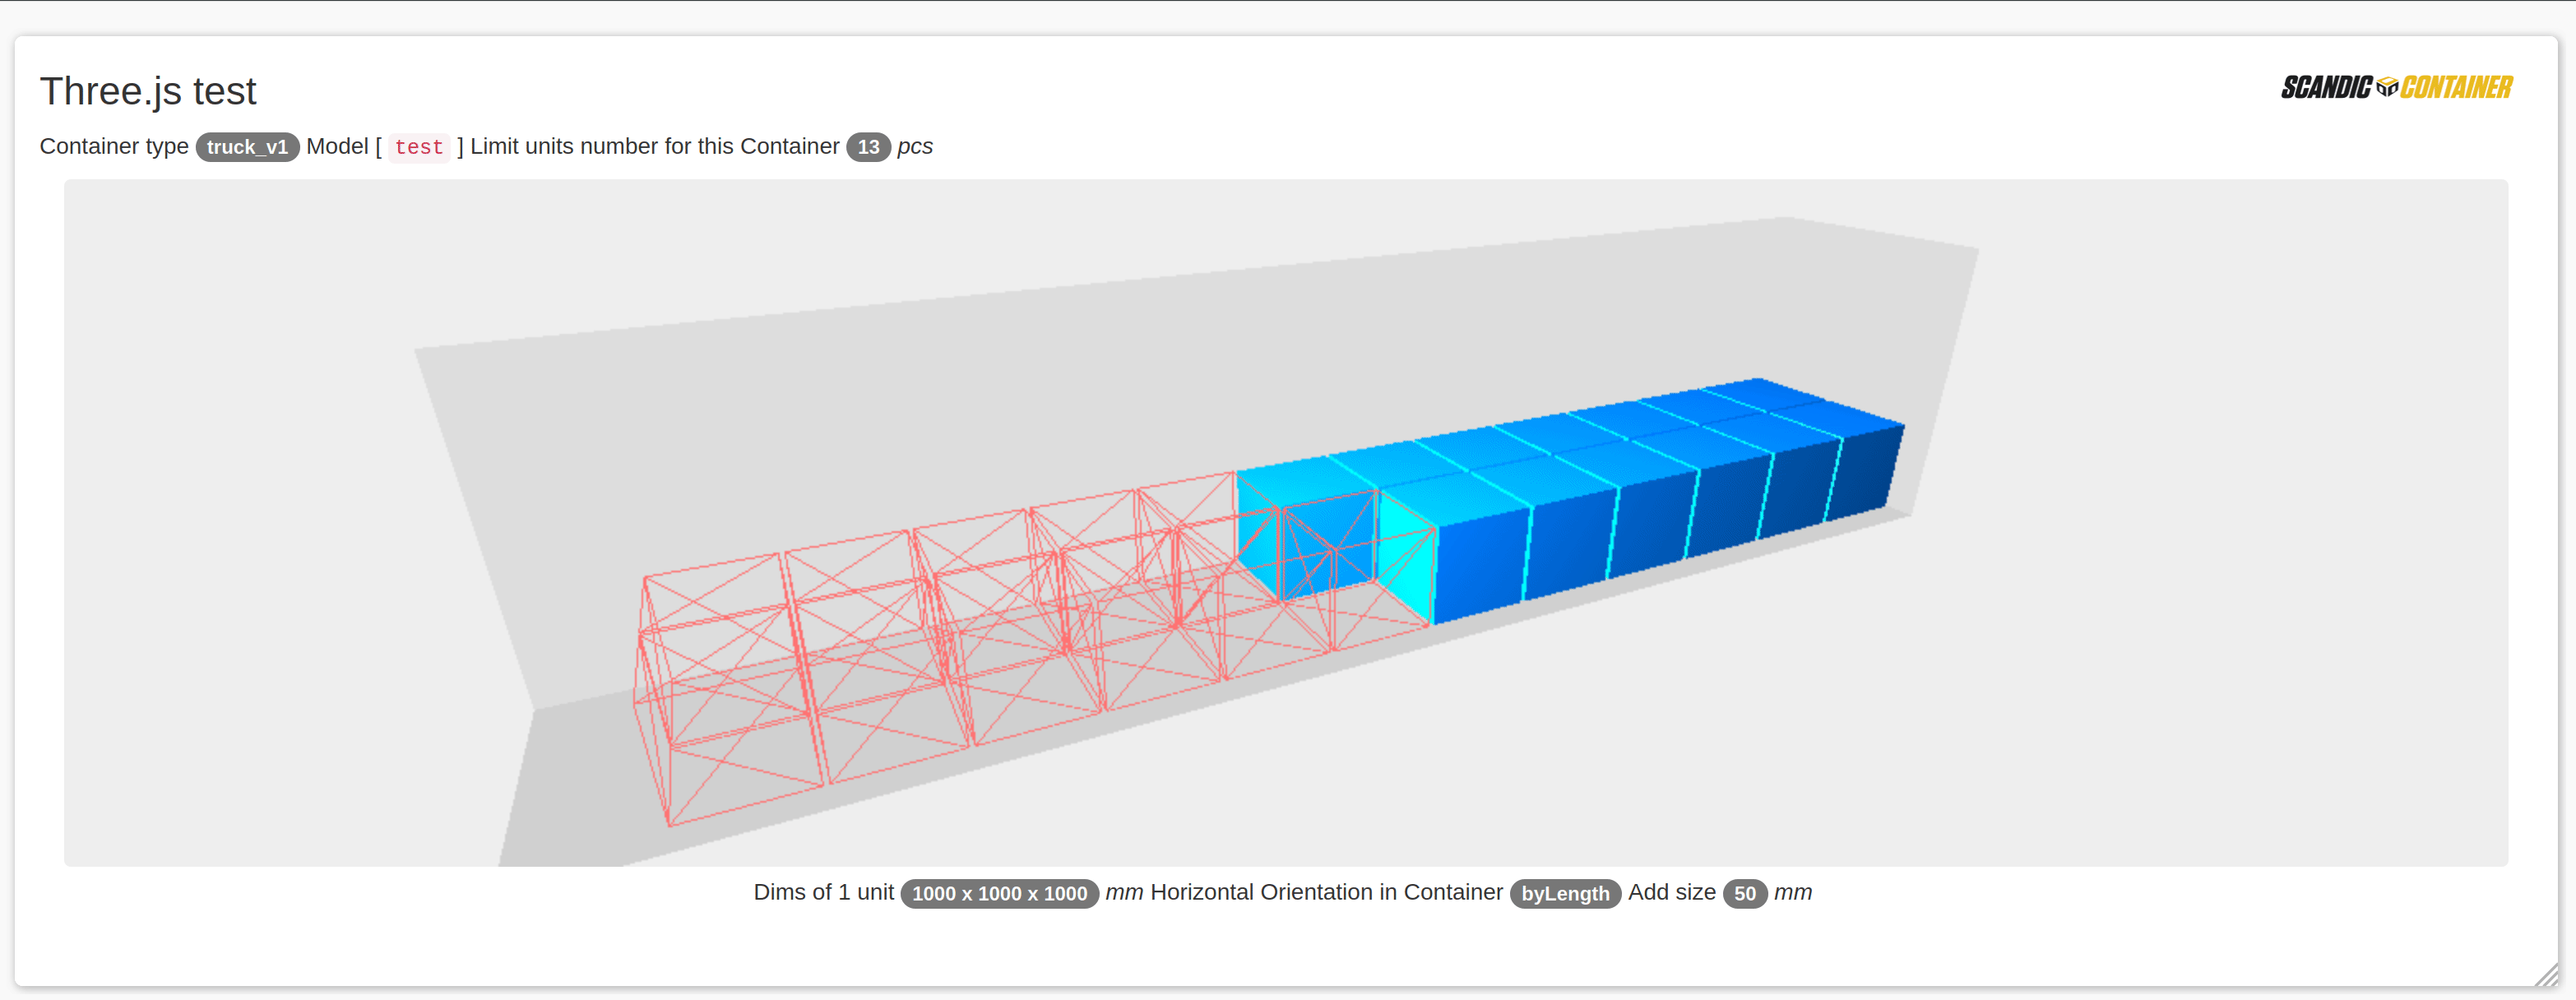 Three.js test
SCANDIC CONTAINER
Container type truck_v1 Model [ test ] Limit units number for this Container 13 pcs
Dims of 1 unit 1000 x 1000 x 1000 mm Horizontal Orientation in Container byLength Add size 50 mm